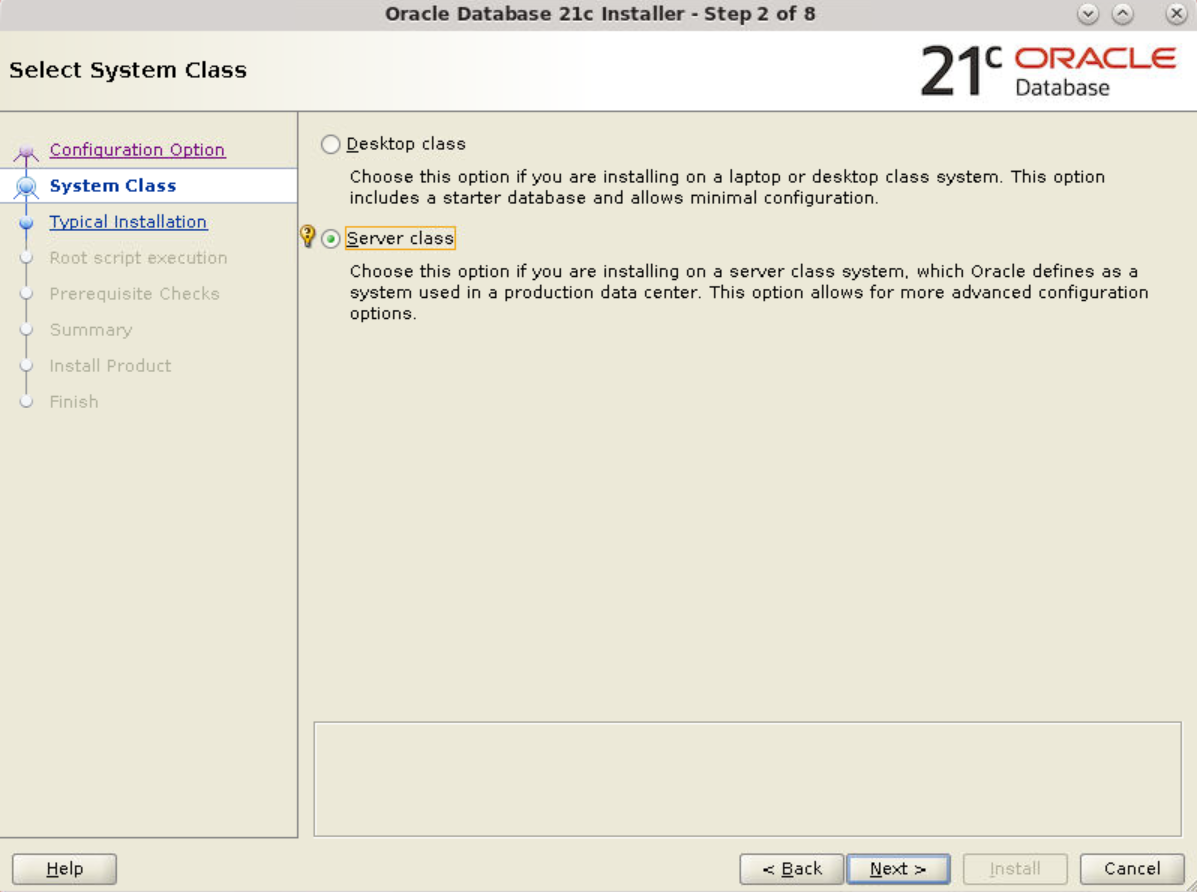 Oracle Database 21c Installer - Step 2 of 8
Select System Class
21c ORACLE
Database
Configuration Option
System Class
Typical Installation
Root script execution
Prerequisite Checks
Summary
Install Product
Finish
Desktop class
Choose this option if you are installing on a laptop or desktop class system. This option
includes a starter database and allows minimal configuration.
Server class
Choose this option if you are installing on a server class system, which Oracle defines as a
system used in a production data center. This option allows for more advanced configuration
options.
Help
< Back
Next >
Install
Cancel